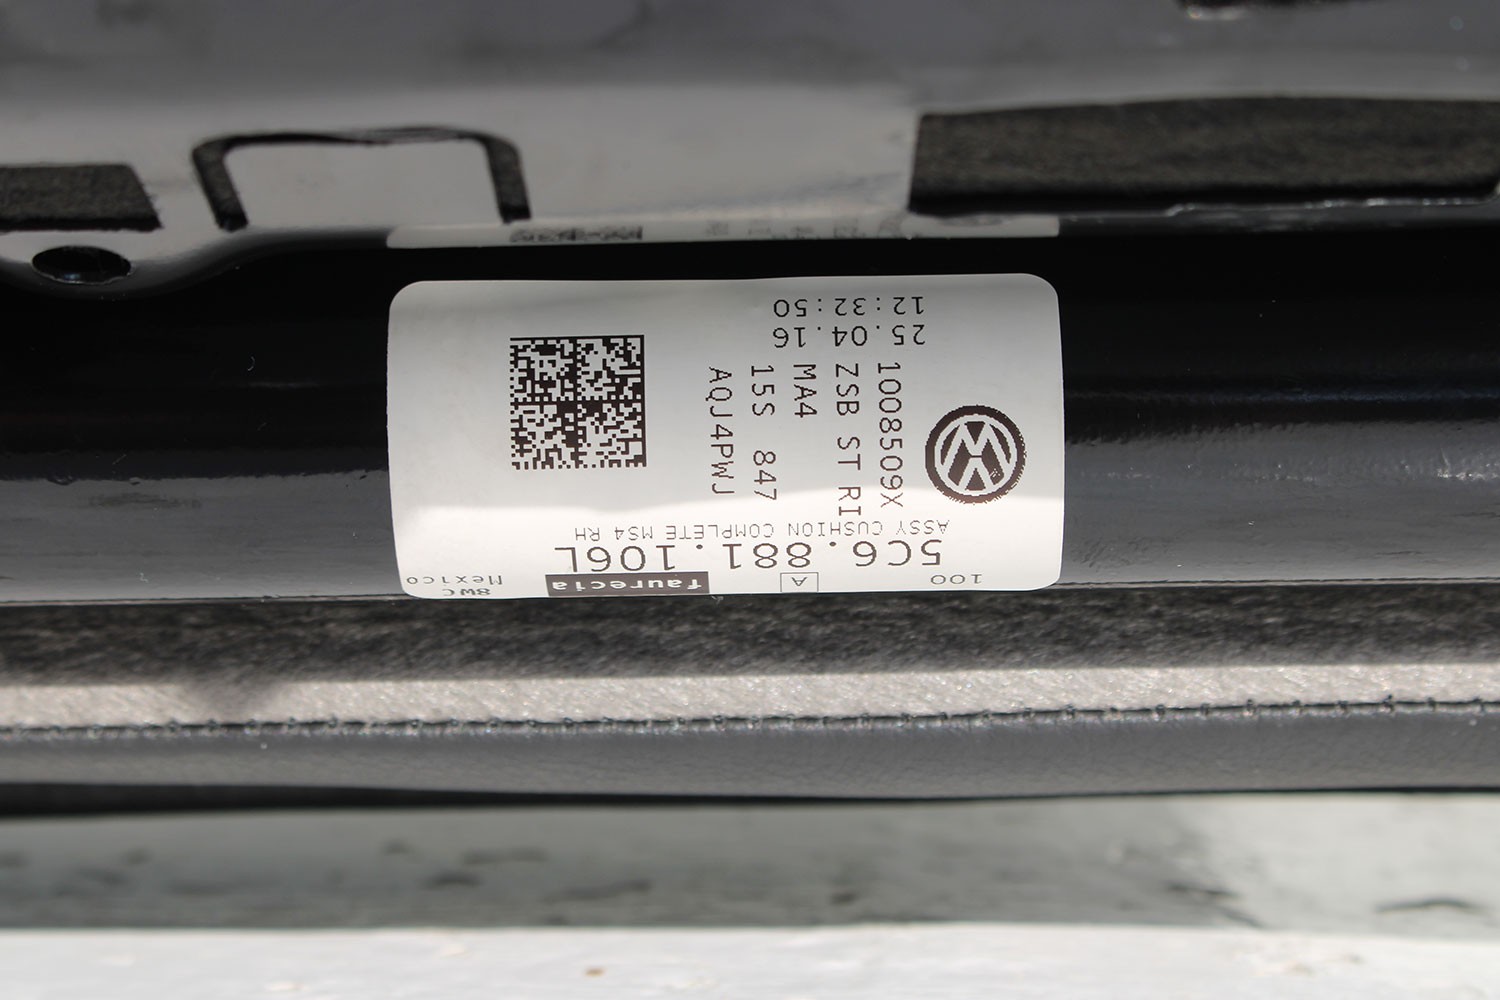 100
A
faurecia
8WC
Mexico
5C6.881.106L
ASSY CUSHION COMPLETE MS4 RH
1008509X
ZSB ST RI
MA4
15S 847
AQJ4PWJ
25.04.16
12:32:50